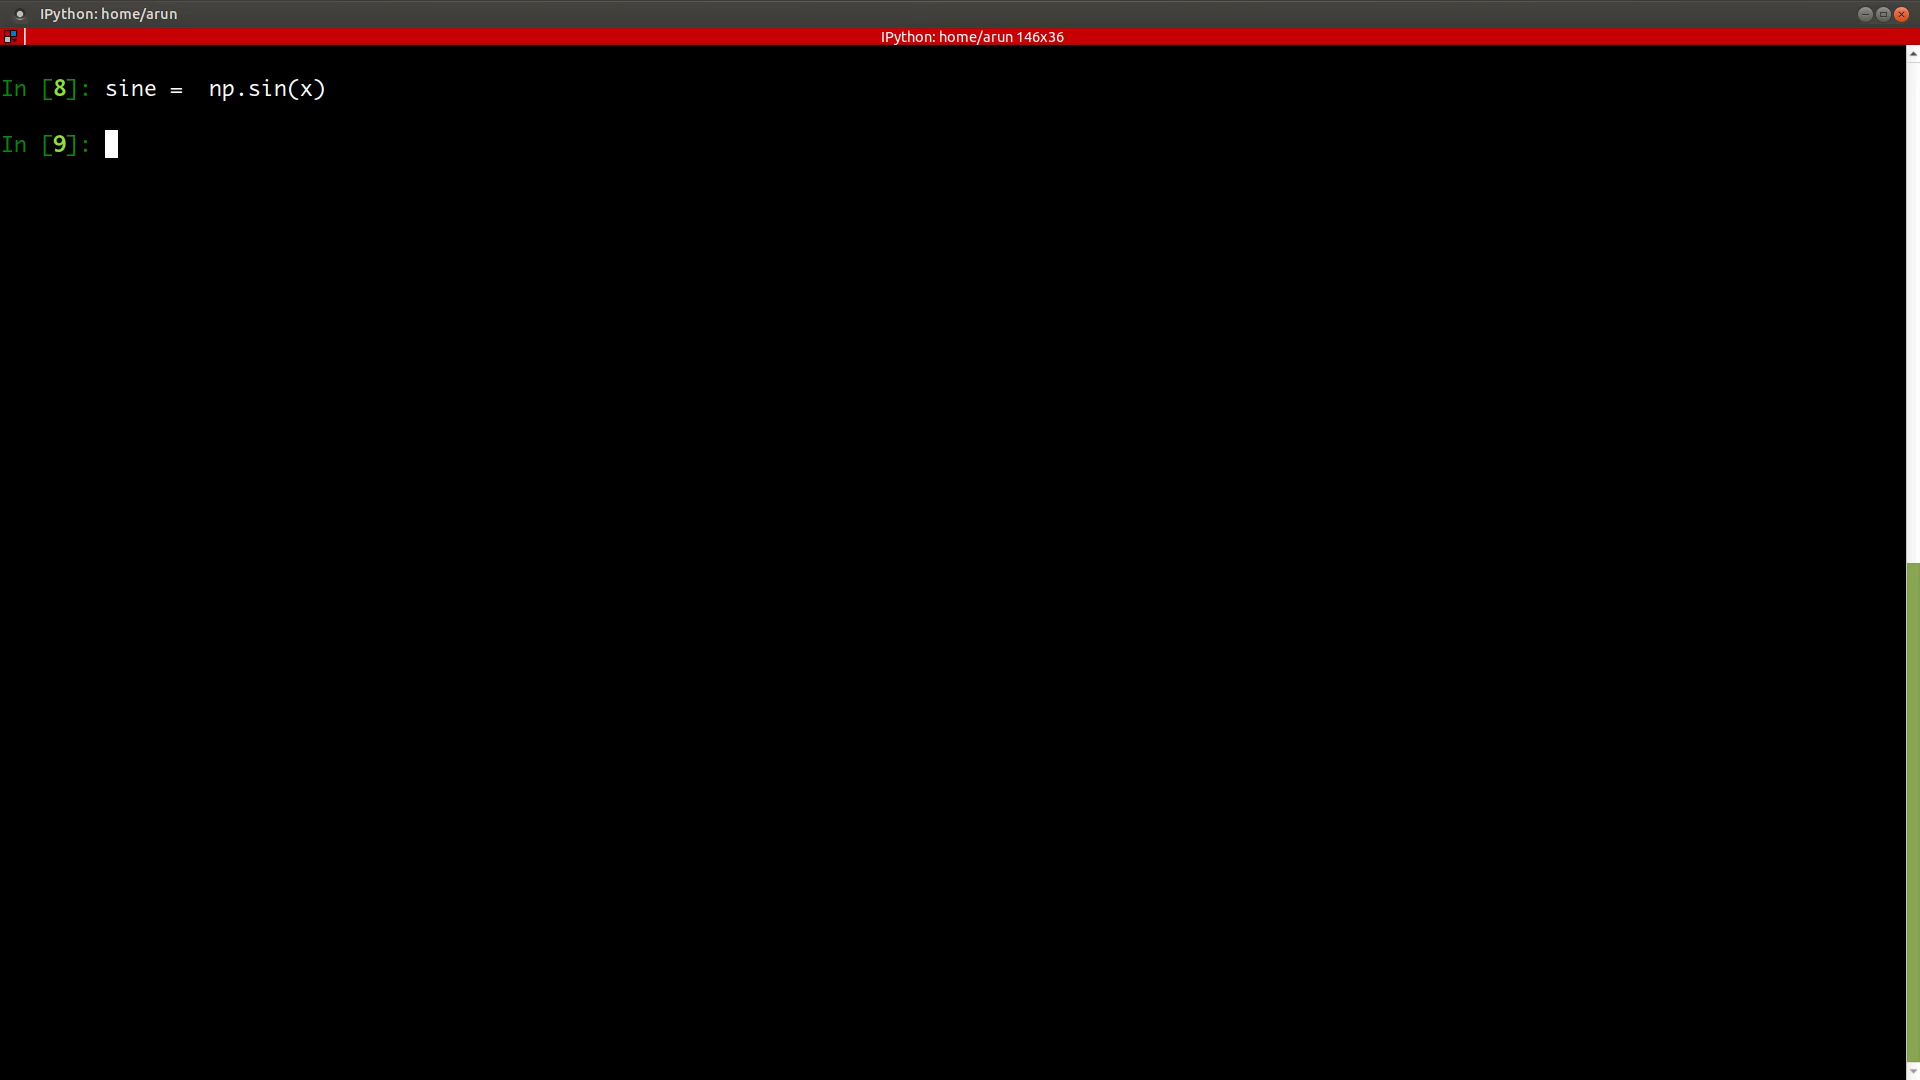 IPython: home/arun
IPython: home/arun 146x36
In [8]: sine =  np.sin(x)
In [9]: